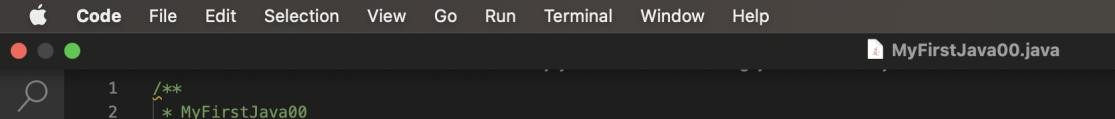 Code File Edit Selection View Go Run Terminal Window Help
MyFirstJava00.java
1 /**
2 * MyFirstJava00